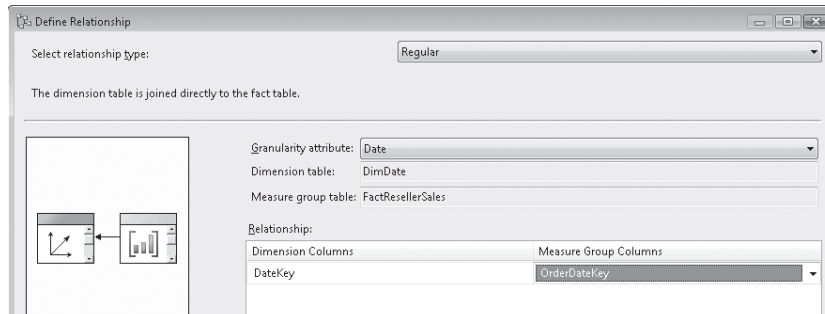 Define Relationship
Select relationship type: Regular
The dimension table is joined directly to the fact table.
Granularity attribute: Date
Dimension table: DimDate
Measure group table: FactResellerSales
Relationship:
Dimension Columns Measure Group Columns
DateKey OrderDateKey